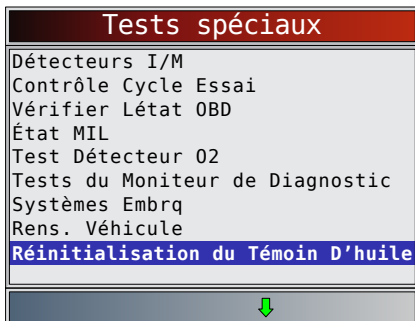 Tests spéciaux
Détecteurs I/M
Contrôle Cycle Essai
Vérifier Létat OBD
État MIL
Test Détecteur O2
Tests du Moniteur de Diagnostic
Systèmes Embrq
Rens. Véhicule
Réinitialisation du Témoin D'huile